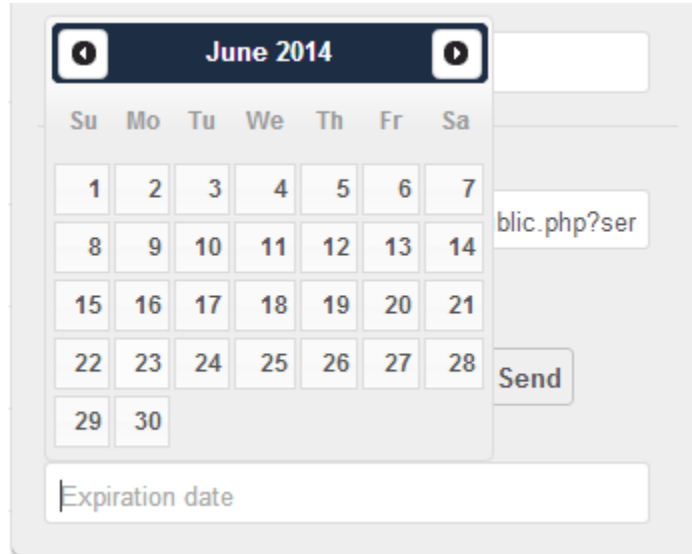 June 2014
Su Mo Tu We Th Fr Sa
1 2 3 4 5 6 7
blic.php?ser
8 9 10 11 12 13 14
15 16 17 18 19 20 21
22 23 24 25 26 27 28
Send
29 30
Expiration date